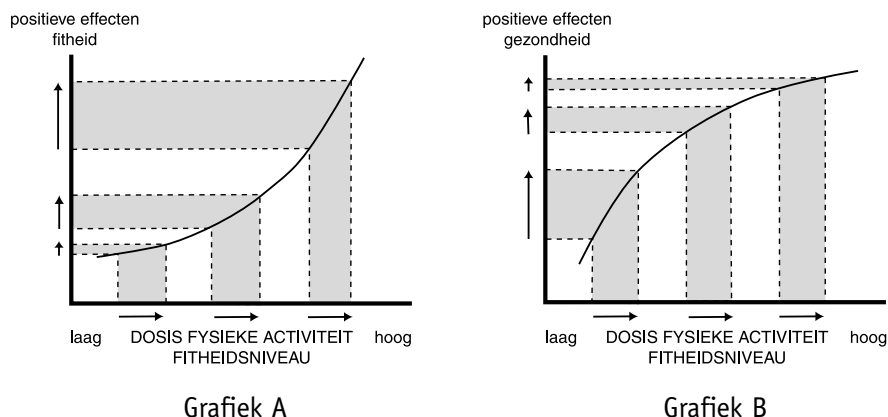 positieve effecten
fitheid
laag DOSIS FYSIEKE ACTIVITEIT hoog
FITHEIDSNIVEAU
Grafiek A
positieve effecten
gezondheid
laag DOSIS FYSIEKE ACTIVITEIT hoog
FITHEIDSNIVEAU
Grafiek B